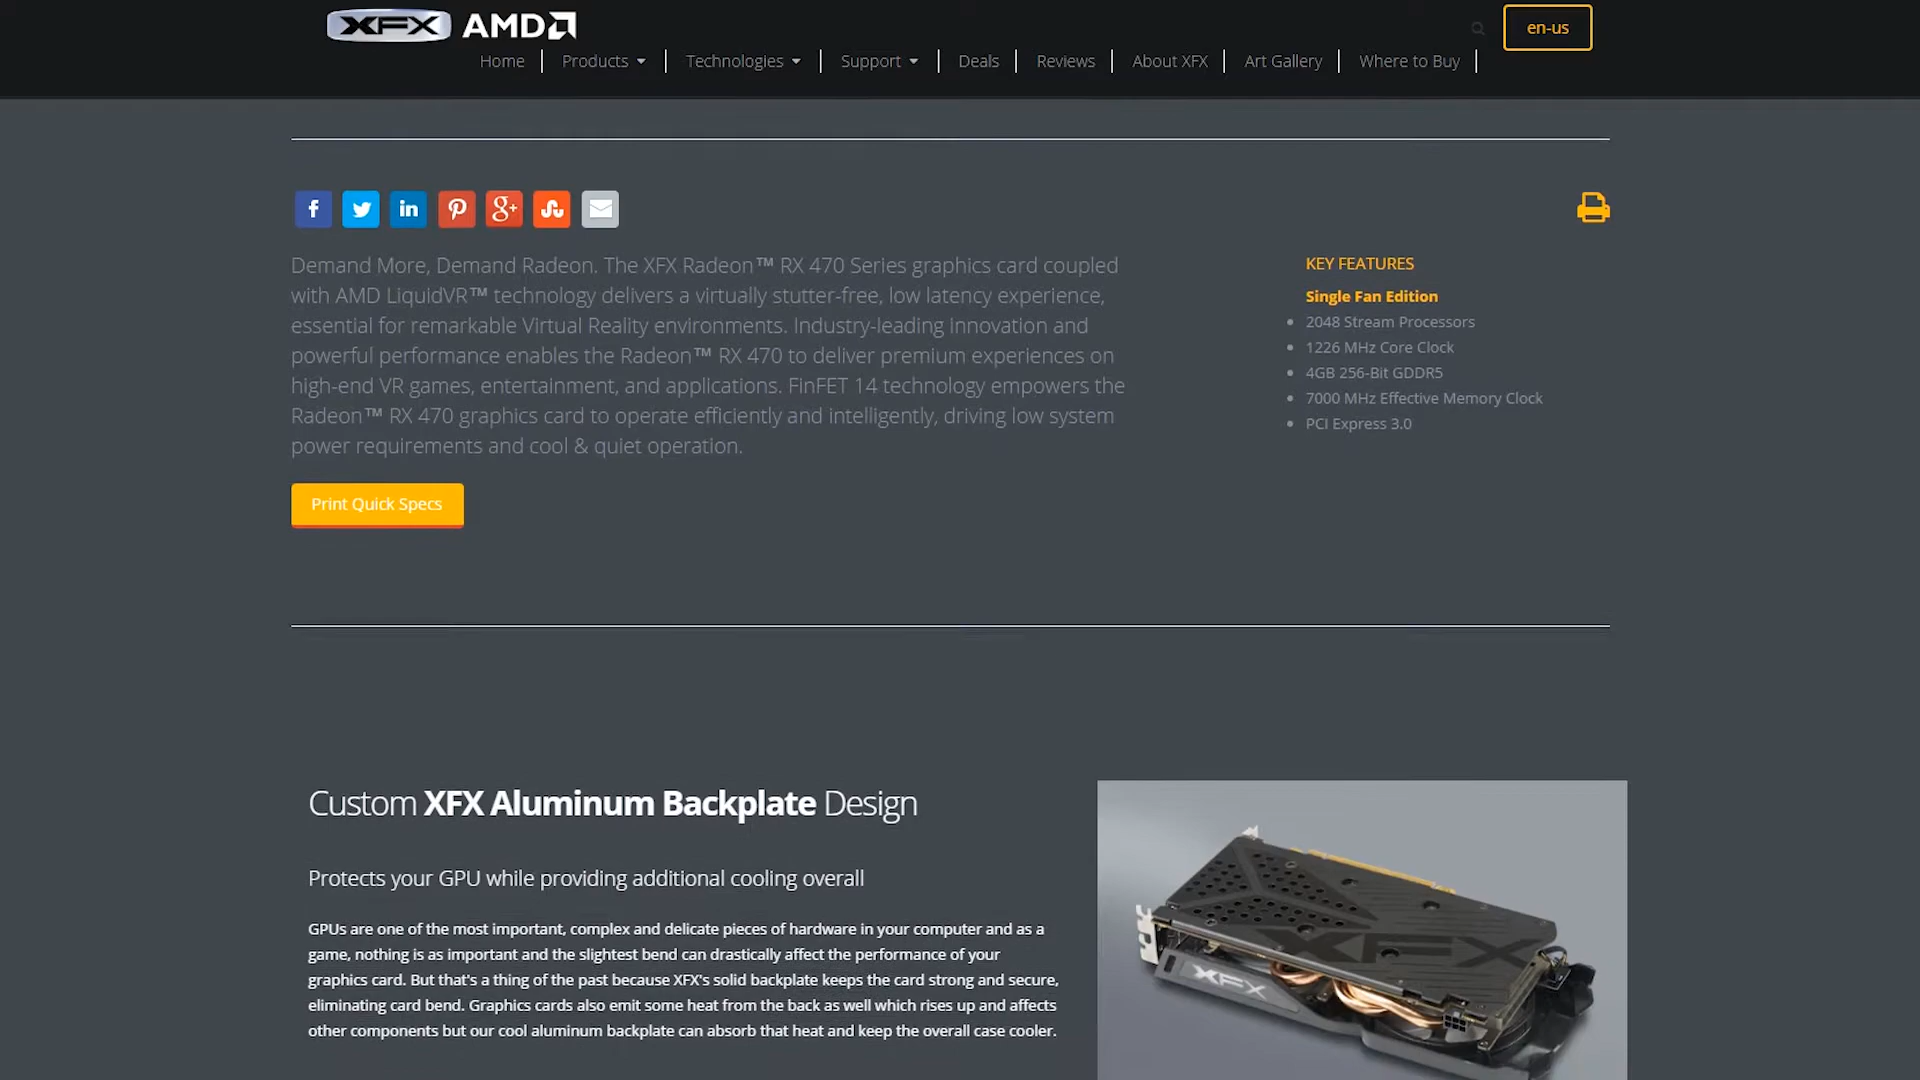 XFX AMD
en-us
Home
Products
Technologies
Support
Deals
Reviews
About XFX
Art Gallery
Where to Buy
Demand More, Demand Radeon. The XFX Radeon™ RX 470 Series graphics card coupled
with AMD LiquidVR™ technology delivers a virtually stutter-free, low latency experience,
essential for remarkable Virtual Reality environments. Industry-leading innovation and
powerful performance enables the Radeon™ RX 470 to deliver premium experiences on
high-end VR games, entertainment, and applications. FinFET 14 technology empowers the
Radeon™ RX 470 graphics card to operate efficiently and intelligently, driving low system
power requirements and cool & quiet operation.
Print Quick Specs
KEY FEATURES
Single Fan Edition
2048 Stream Processors
1226 MHz Core Clock
4GB 256-Bit GDDR5
7000 MHz Effective Memory Clock
PCI Express 3.0
Custom XFX Aluminum Backplate Design
Protects your GPU while providing additional cooling overall
GPUs are one of the most important, complex and delicate pieces of hardware in your computer and as a
game, nothing is as important and the slightest bend can drastically affect the performance of your
graphics card. But that's a thing of the past because XFX's solid backplate keeps the card strong and secure,
eliminating card bend. Graphics cards also emit some heat from the back as well which rises up and affects
other components but our cool aluminum backplate can absorb that heat and keep the overall case cooler.
XFX
XFX